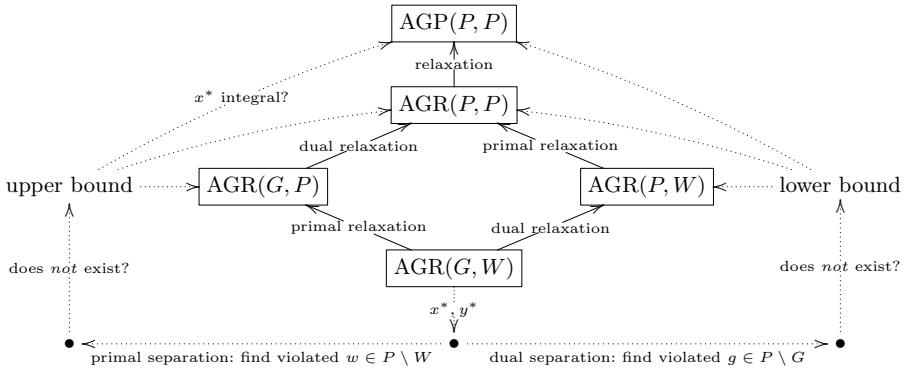 AGP(P, P)
relaxation
x* integral?
AGR(P, P)
dual relaxation
primal relaxation
upper bound
AGR(G, P)
AGR(P, W)
lower bound
primal relaxation
dual relaxation
does not exist?
AGR(G, W)
does not exist?
x*, y*
primal separation: find violated w ∈ P \ W
dual separation: find violated g ∈ P \ G